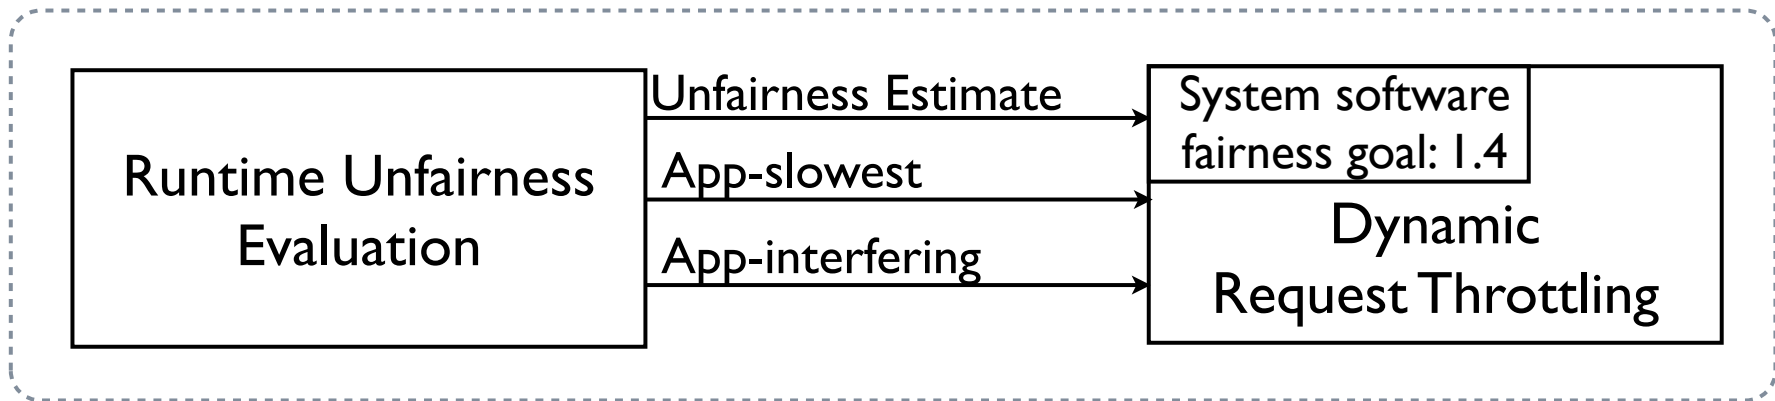 Runtime Unfairness
Evaluation
Unfairness Estimate
App-slowest
App-interfering
System software
fairness goal: 1.4
Dynamic
Request Throttling